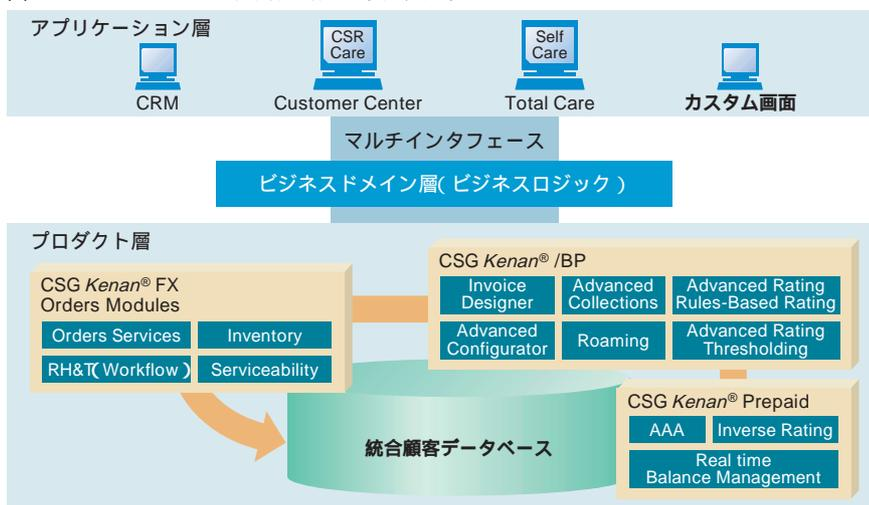 アプリケーション層
CRM
CSR
Care
Customer Center
Self
Care
Total Care
カスタム画面
マルチインタフェース
ビジネスドメイン層(ビジネスロジック)
プロダクト層
CSG Kenan® FX
Orders Modules
Orders Services
Inventory
RH&T(Workflow)
Serviceability
CSG Kenan® /BP
Invoice
Designer
Advanced
Collections
Advanced Rating
Rules-Based Rating
Advanced
Configurator
Roaming
Advanced Rating
Thresholding
統合顧客データベース
CSG Kenan® Prepaid
AAA
Inverse Rating
Real time
Balance Management